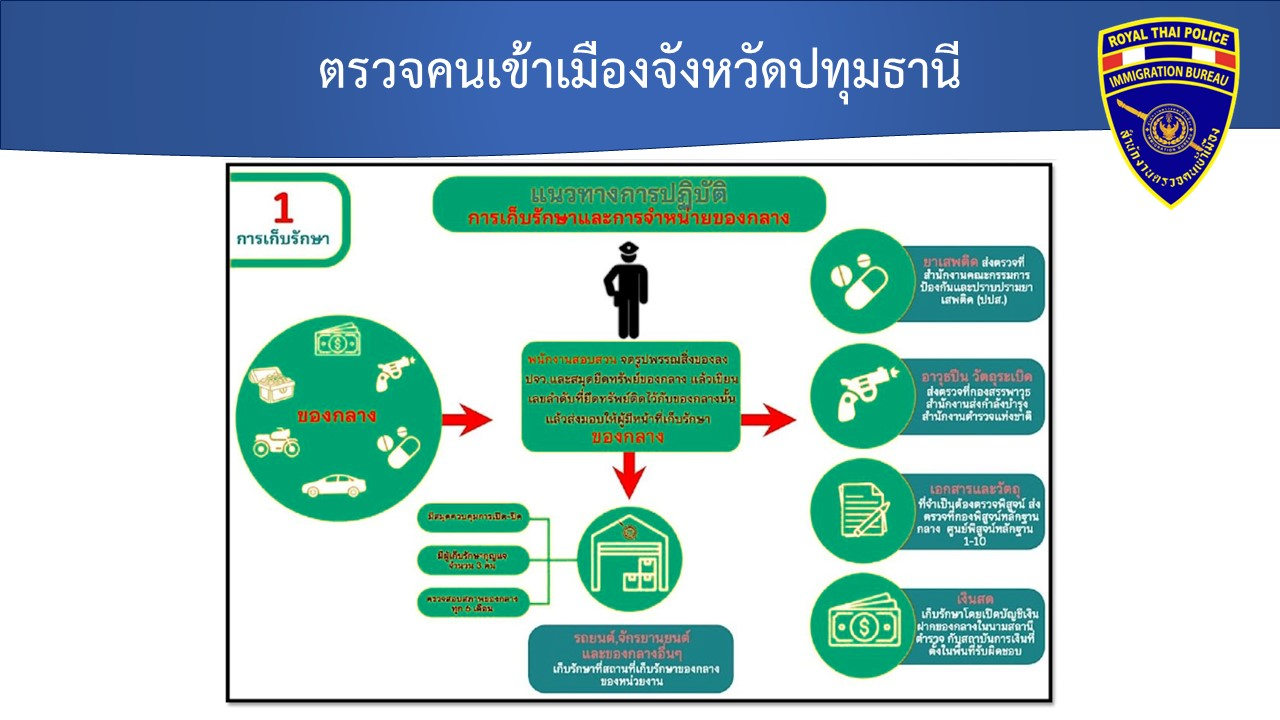 ตรวจคนเข้าเมืองจังหวัดปทุมธานี
ROYAL THAI POLICE
IMMIGRATION BUREAU
สำนักงานตรวจคนเข้าเมือง
1
การเก็บรักษา
แนวทางการปฏิบัติ
การเก็บรักษาและการจำหน่ายของกลาง
ของกลาง
พนักงานสอบสวน จดรูปพรรณสิ่งของลง
ปจว.และสมุดยึดทรัพย์ของกลาง แล้วเขียน
เลขลำดับที่ยึดทรัพย์ติดไว้กับของกลางนั้น
แล้วส่งมอบให้ผู้มีหน้าที่เก็บรักษา
ของกลาง
มีสมุดควบคุมการเปิด-ปิด
มีผู้เก็บรักษากุญแจ
จำนวน 3 คน
ตรวจสอบสภาพของกลาง
ทุก 6 เดือน
รถยนต์,จักรยานยนต์
และของกลางอื่นๆ
เก็บรักษาที่สถานที่เก็บรักษาของกลาง
ของหน่วยงาน
ยาเสพติด ส่งตรวจที่
สำนักงานคณะกรรมการ
ป้องกันและปราบปรามยา
เสพติด (ปปส.)
อาวุธปืน วัตถุระเบิด
ส่งตรวจที่กองสรรพาวุธ
สำนักงานส่งกำลังบำรุง
สำนักงานตำรวจแห่งชาติ
เอกสารและวัตถุ
ที่จำเป็นต้องตรวจพิสูจน์ ส่ง
ตรวจที่กองพิสูจน์หลักฐาน
กลาง ศูนย์พิสูจน์หลักฐาน
1-10
เงินสด
เก็บรักษาโดยเปิดบัญชีเงิน
ฝากของกลางในนามสถานี
ตำรวจ กับสถาบันการเงินที่
ตั้งในพื้นที่รับผิดชอบ